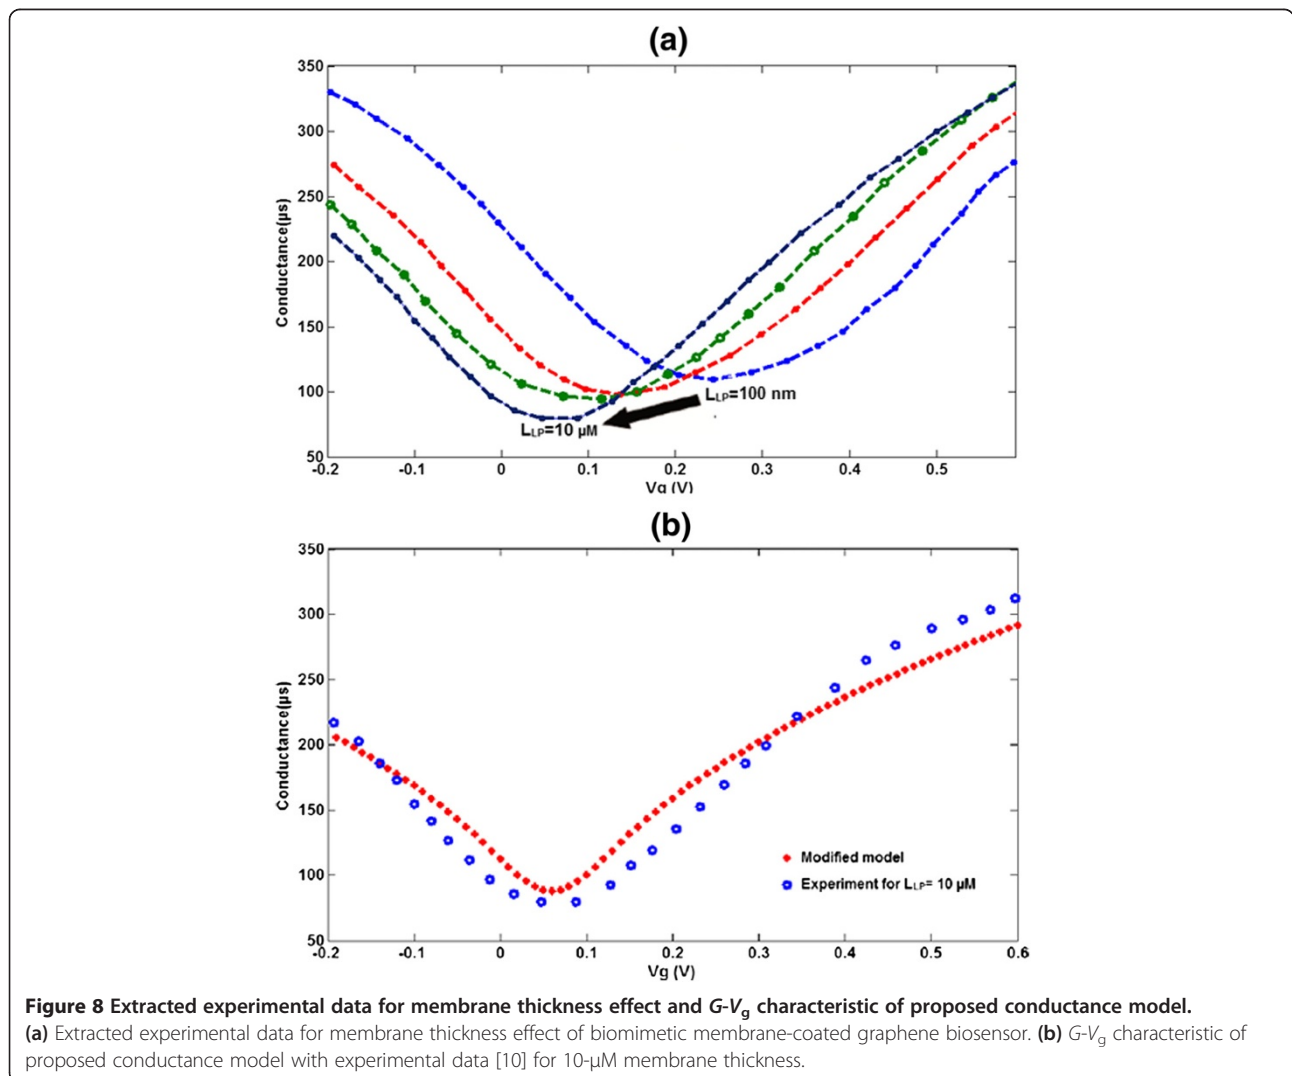 (a)
350
300
250
200
150
100
50
Conductance(µs)
L_LP=100 nm
L_LP=10 µM
-0.2 -0.1 0 0.1 0.2 0.3 0.4 0.5
Vg (V)
(b)
350
300
250
200
150
100
50
Conductance(µs)
Modified model
Experiment for L_LP= 10 µM
-0.2 -0.1 0 0.1 0.2 0.3 0.4 0.5 0.6
Vg (V)
Figure 8 Extracted experimental data for membrane thickness effect and G-Vg characteristic of proposed conductance model.
(a) Extracted experimental data for membrane thickness effect of biomimetic membrane-coated graphene biosensor. (b) G-Vg characteristic of
proposed conductance model with experimental data [10] for 10-µM membrane thickness.